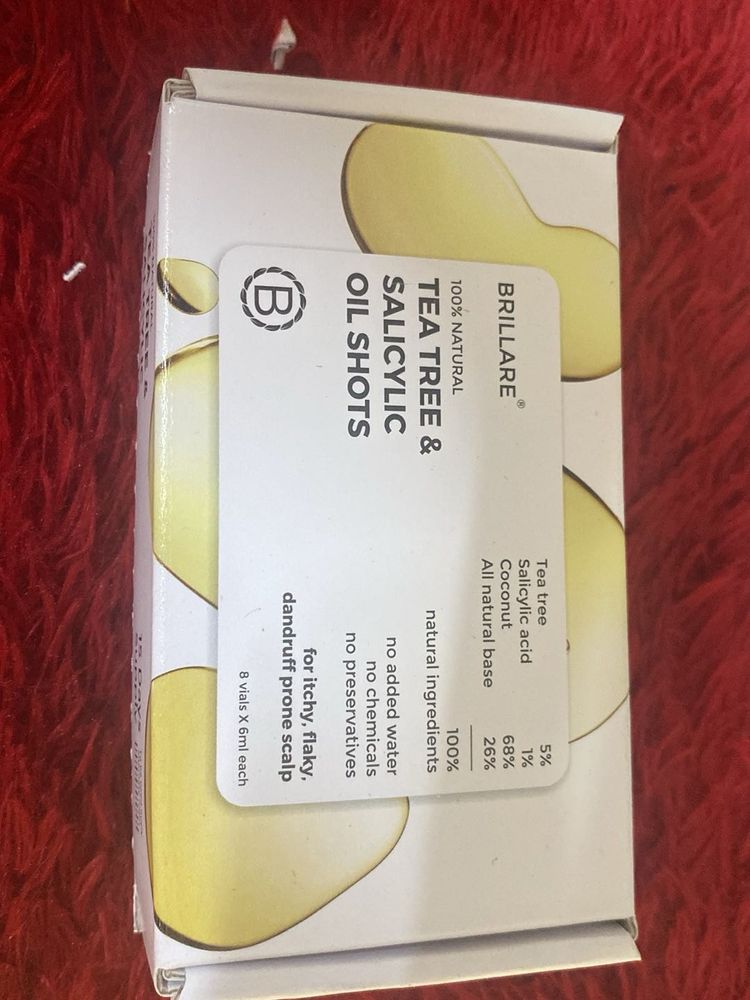 BRILLARE®
100% NATURAL
TEA TREE &
SALICYLIC
OIL SHOTS
B
Tea tree 5%
Salicylic acid 1%
Coconut 68%
All natural base 26%
100%
natural ingredients
no added water
no chemicals
no preservatives
for itchy, flaky,
dandruff prone scalp
8 vials X 6ml each